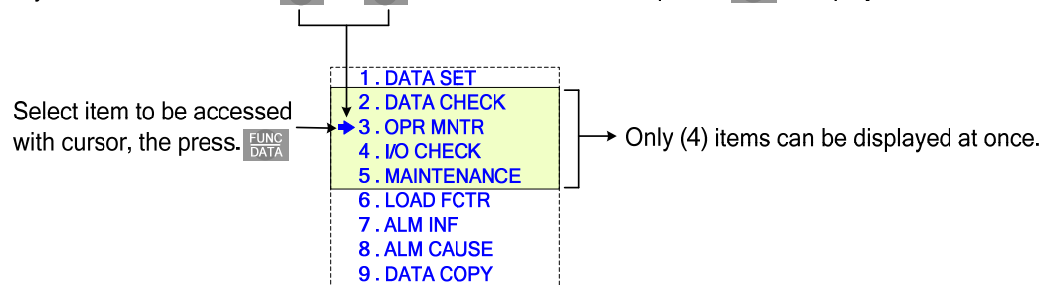 1 . DATA SET
2 . DATA CHECK
Select item to be accessed
with cursor, the press. FUNC DATA
3 . OPR MNTR
4 . I/O CHECK
5 . MAINTENANCE
Only (4) items can be displayed at once.
6 . LOAD FCTR
7 . ALM INF
8 . ALM CAUSE
9 . DATA COPY